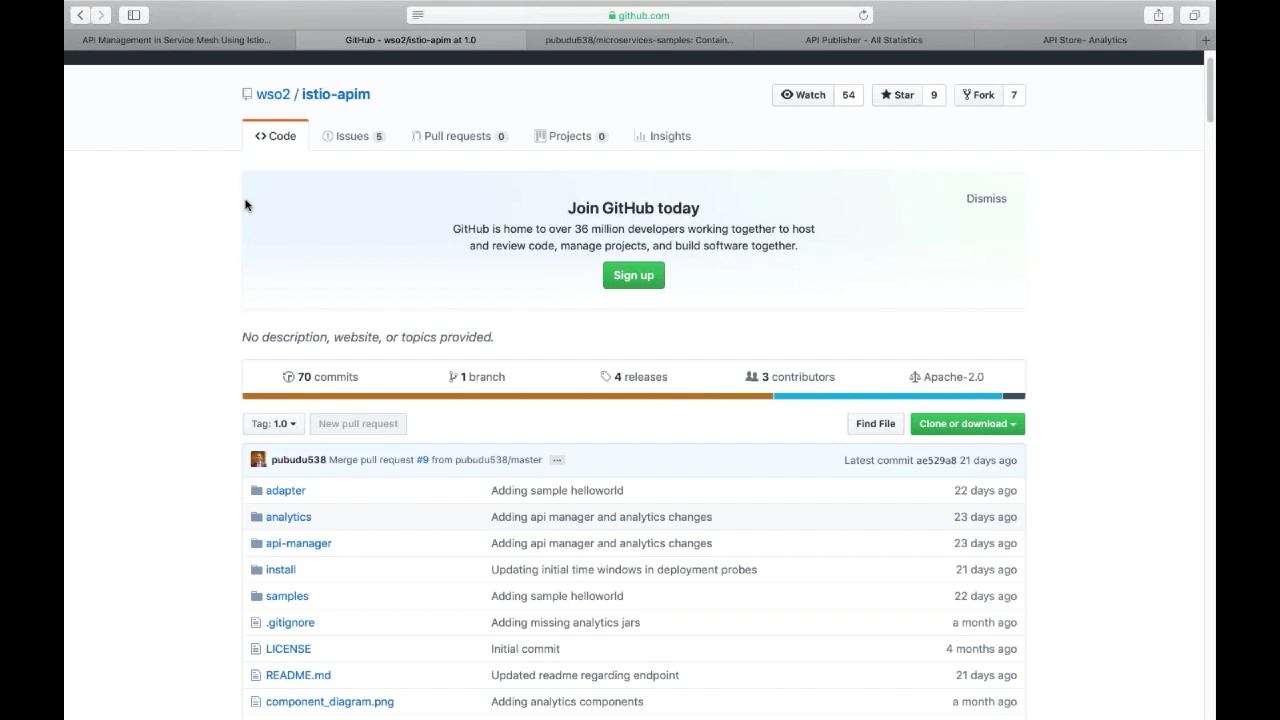 github.com
API Management in Service Mesh Using Istio...
GitHub - wso2/istio-apim at 1.0
pubudu538/microservices-samples: Contain...
API Publisher - All Statistics
API Store- Analytics
wso2 / istio-apim
Watch 54
Star 9
Fork 7
Code
Issues 5
Pull requests 0
Projects 0
Insights
Join GitHub today
Dismiss
GitHub is home to over 36 million developers working together to host
and review code, manage projects, and build software together.
Sign up
No description, website, or topics provided.
70 commits
1 branch
4 releases
3 contributors
Apache-2.0
Tag: 1.0
New pull request
Find File
Clone or download
pubudu538 Merge pull request #9 from pubudu538/master ...
Latest commit ae529a8 21 days ago
adapter Adding sample helloworld 22 days ago
analytics Adding api manager and analytics changes 23 days ago
api-manager Adding api manager and analytics changes 23 days ago
install Updating initial time windows in deployment probes 21 days ago
samples Adding sample helloworld 22 days ago
.gitignore Adding missing analytics jars a month ago
LICENSE Initial commit 4 months ago
README.md Updated readme regarding endpoint 21 days ago
component_diagram.png Adding analytics components a month ago